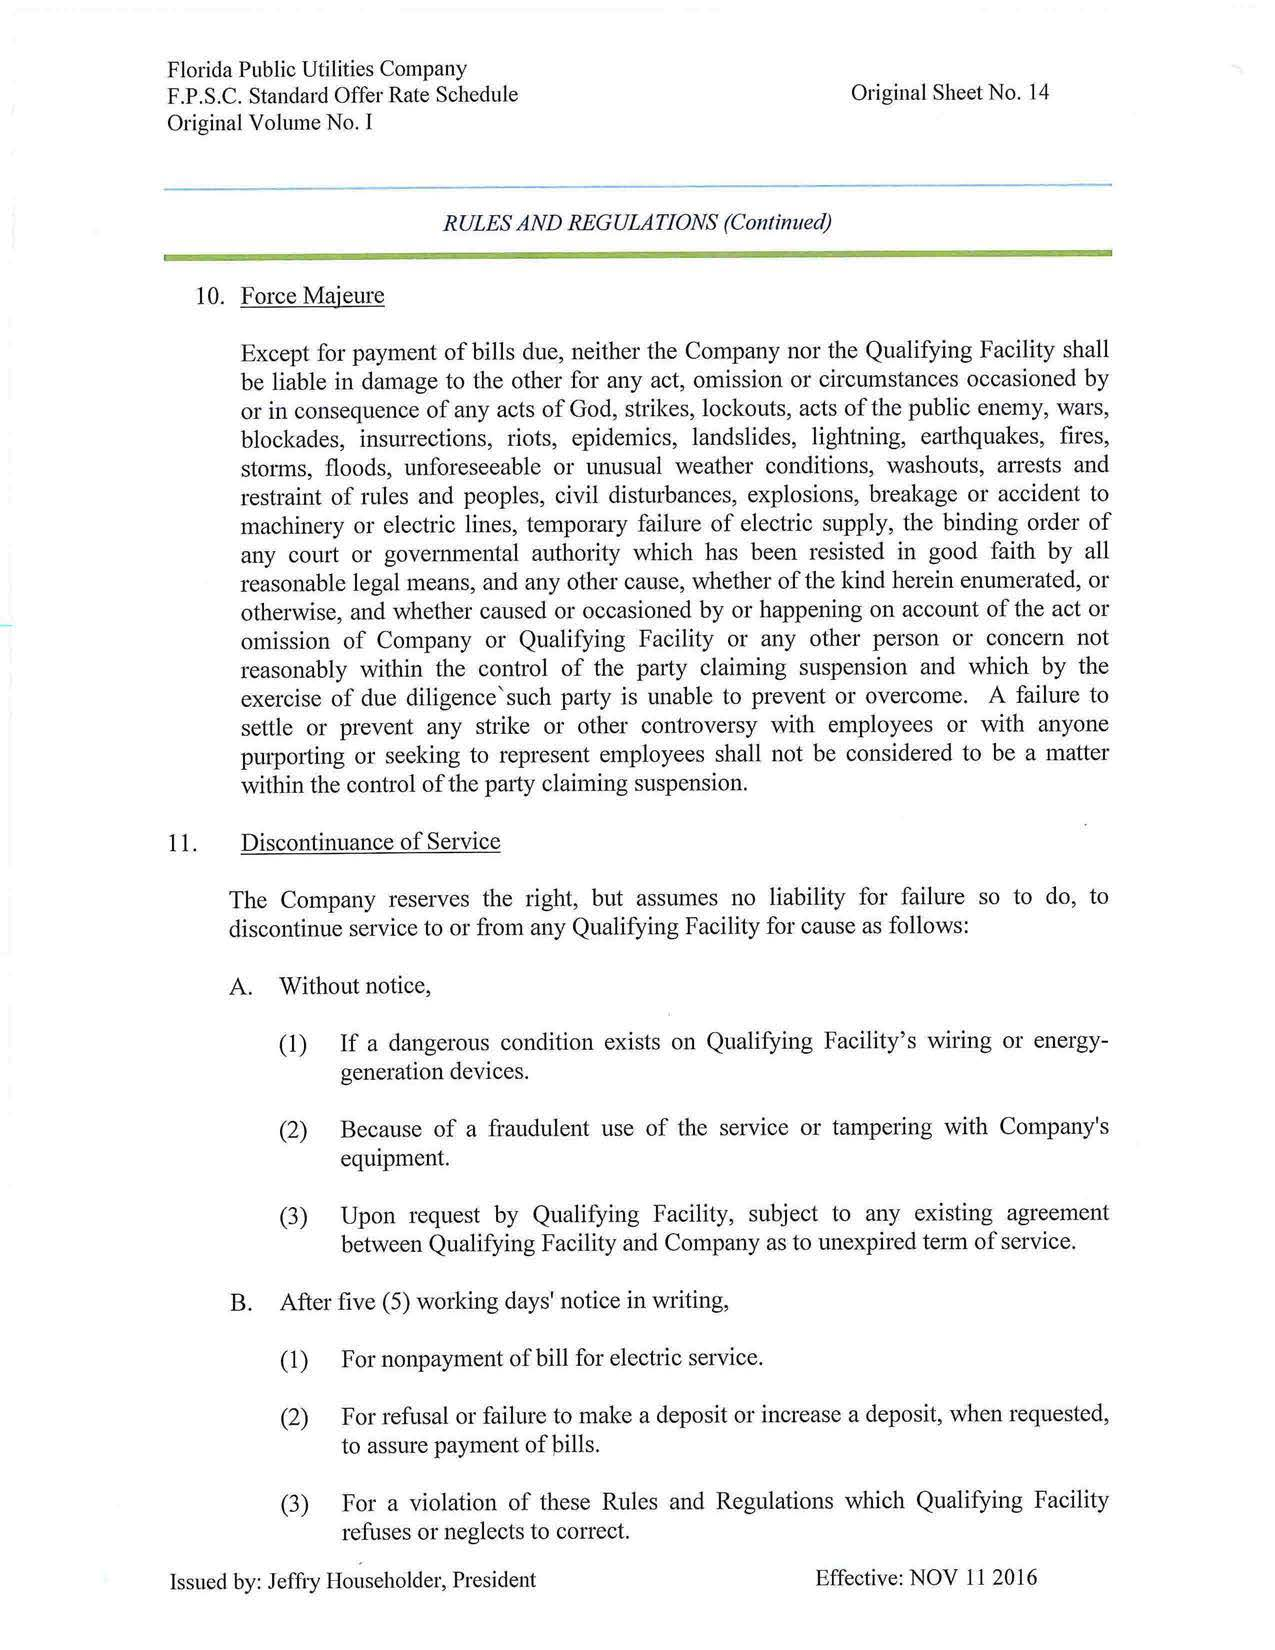 Florida Public Utilities Company
F.P.S.C. Standard Offer Rate Schedule
Original Sheet No. 14
Original Volume No. I
RULES AND REGULATIONS (Continued)
10. Force Majeure
Except for payment of bills due, neither the Company nor the Qualifying Facility shall
be liable in damage to the other for any act, omission or circumstances occasioned by
or in consequence of any acts of God, strikes, lockouts, acts of the public enemy, wars,
blockades, insurrections, riots, epidemics, landslides, lightning, earthquakes, fires,
storms, floods, unforeseeable or unusual weather conditions, washouts, arrests and
restraint of rules and peoples, civil disturbances, explosions, breakage or accident to
machinery or electric lines, temporary failure of electric supply, the binding order of
any court or governmental authority which has been resisted in good faith by all
reasonable legal means, and any other cause, whether of the kind herein enumerated, or
otherwise, and whether caused or occasioned by or happening on account of the act or
omission of Company or Qualifying Facility or any other person or concern not
reasonably within the control of the party claiming suspension and which by the
exercise of due diligence such party is unable to prevent or overcome. A failure to
settle or prevent any strike or other controversy with employees or with anyone
purporting or seeking to represent employees shall not be considered to be a matter
within the control of the party claiming suspension.
11. Discontinuance of Service
The Company reserves the right, but assumes no liability for failure so to do, to
discontinue service to or from any Qualifying Facility for cause as follows:
A. Without notice,
(1) If a dangerous condition exists on Qualifying Facility's wiring or energy-
generation devices.
(2) Because of a fraudulent use of the service or tampering with Company's
equipment.
(3) Upon request by Qualifying Facility, subject to any existing agreement
between Qualifying Facility and Company as to unexpired term of service.
B. After five (5) working days' notice in writing,
(1) For nonpayment of bill for electric service.
(2) For refusal or failure to make a deposit or increase a deposit, when requested,
to assure payment of bills.
(3) For a violation of these Rules and Regulations which Qualifying Facility
refuses or neglects to correct.
Issued by: Jeffry Householder, President
Effective: NOV 11 2016